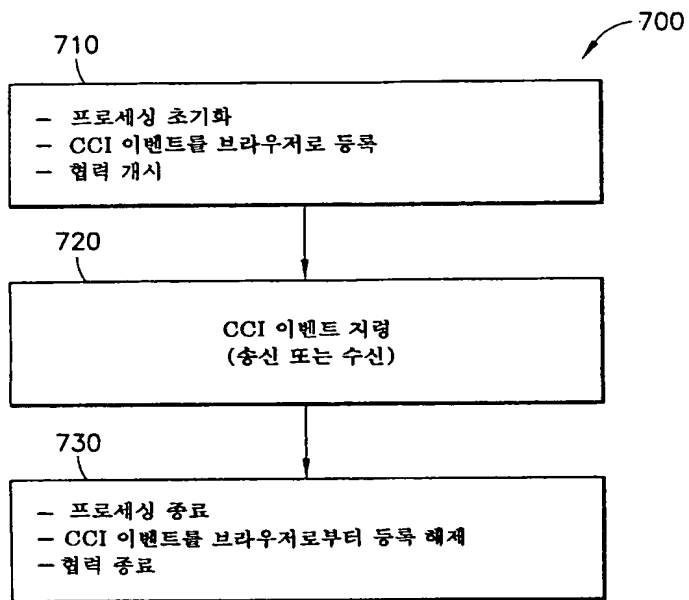 700
710
– 프로세싱 초기화
– CCI 이벤트를 브라우저로 등록
– 협력 개시
720
CCI 이벤트 지령
(송신 또는 수신)
730
– 프로세싱 종료
– CCI 이벤트를 브라우저로부터 등록 해제
– 협력 종료